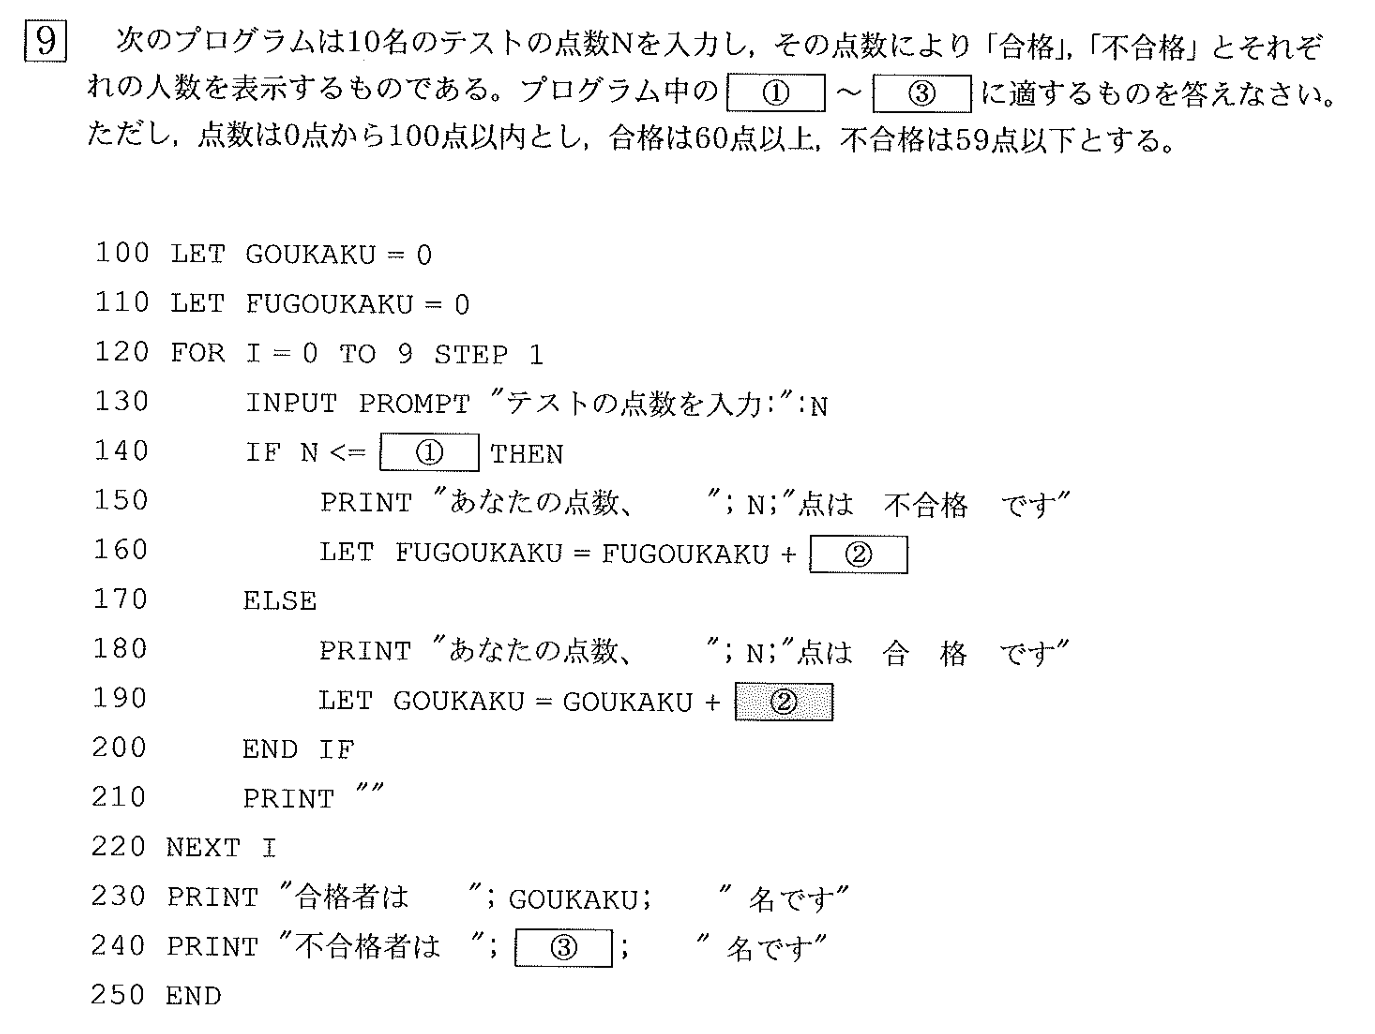 9 次のプログラムは10名のテストの点数Nを入力し，その点数により「合格」，「不合格」とそれぞ
れの人数を表示するものである。プログラム中の ① ～ ③ に適するものを答えなさい。
ただし，点数は0点から100点以内とし，合格は60点以上，不合格は59点以下とする。
100 LET GOUKAKU = 0
110 LET FUGOUKAKU = 0
120 FOR I = 0 TO 9 STEP 1
130 INPUT PROMPT ″テストの点数を入力:″:N
140 IF N <= ① THEN
150 PRINT ″あなたの点数、 ″; N;″点は 不合格 です″
160 LET FUGOUKAKU = FUGOUKAKU + ②
170 ELSE
180 PRINT ″あなたの点数、 ″; N;″点は 合 格 です″
190 LET GOUKAKU = GOUKAKU + ②
200 END IF
210 PRINT ″″
220 NEXT I
230 PRINT ″合格者は ″; GOUKAKU; ″ 名です″
240 PRINT ″不合格者は ″; ③ ; ″ 名です″
250 END